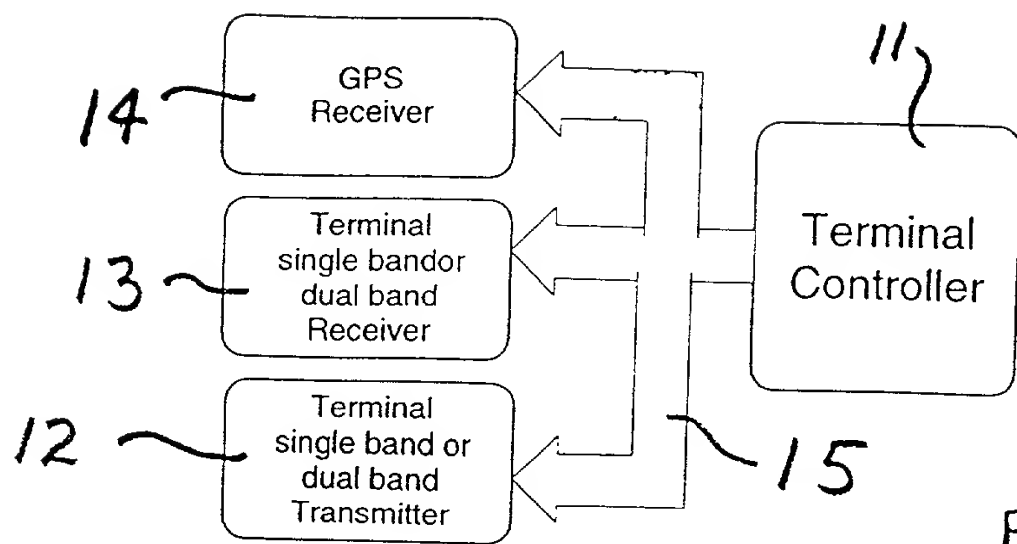 GPS
Receiver
14
11
Terminal
single bandor
dual band
Receiver
13
Terminal
Controller
Terminal
single band or
dual band
Transmitter
12
15